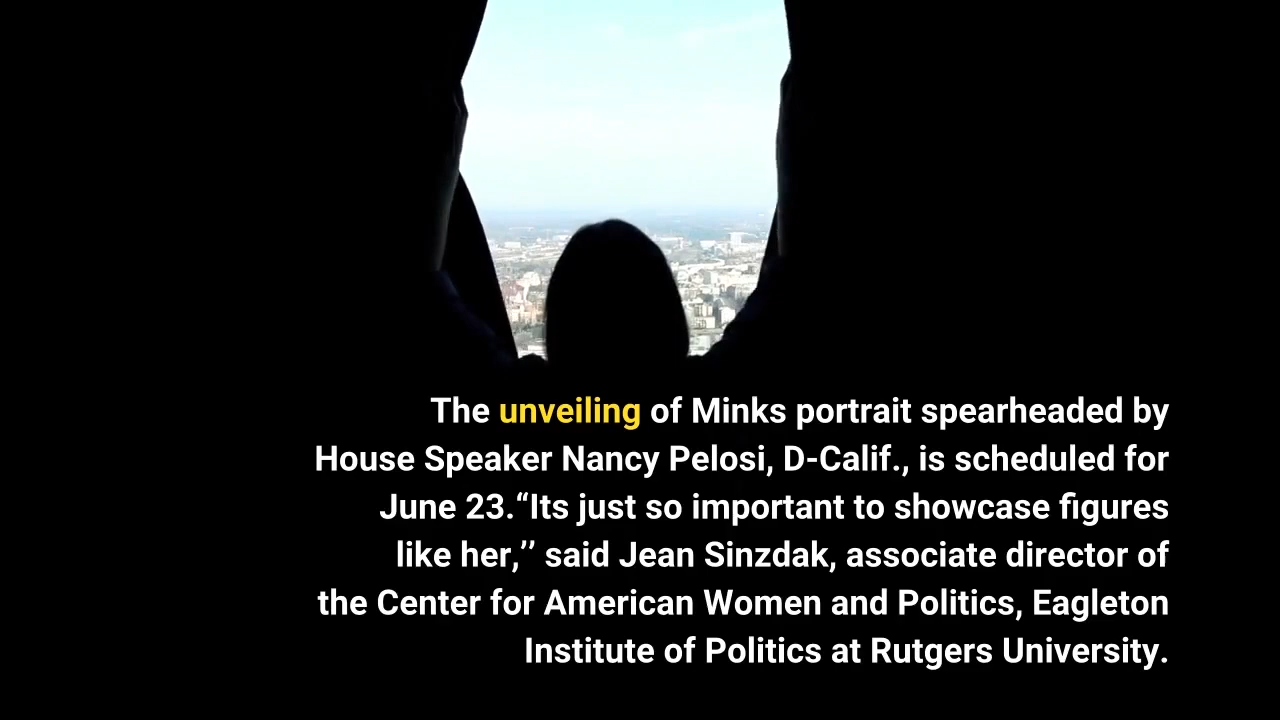 The unveiling of Minks portrait spearheaded by
House Speaker Nancy Pelosi, D-Calif., is scheduled for
June 23.“Its just so important to showcase figures
like her,’’ said Jean Sinzdak, associate director of
the Center for American Women and Politics, Eagleton
Institute of Politics at Rutgers University.